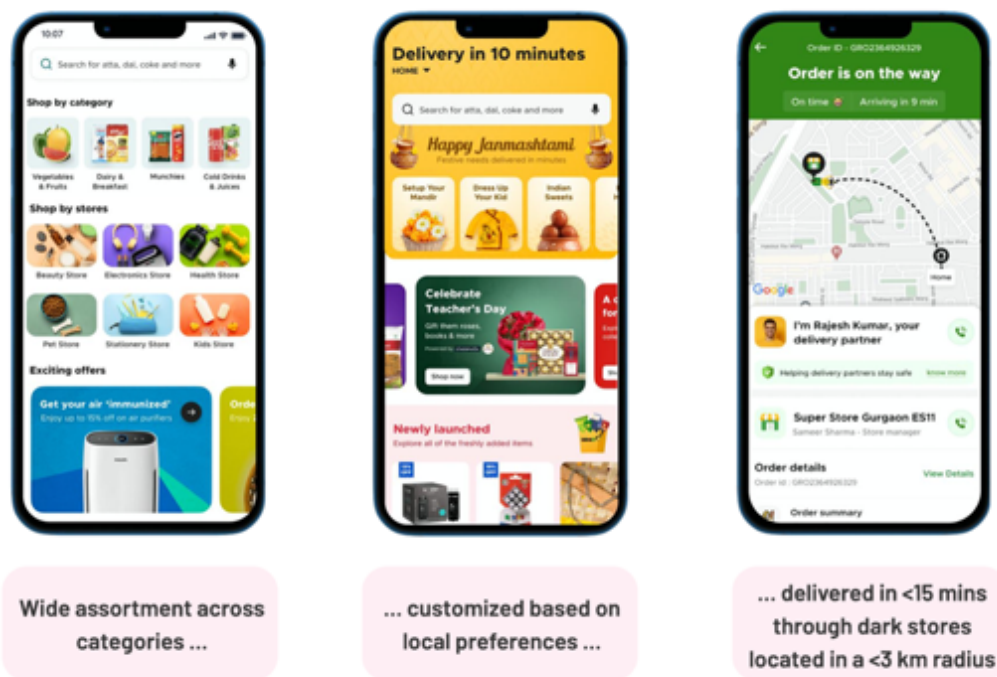 10:07
Search for atta, dal, coke and more
Shop by category
Vegetables
& Fruits
Dairy &
Breakfast
Munchies
Cold Drinks
& Juices
Shop by stores
Beauty Store
Electronics Store
Health Store
Pet Store
Stationery Store
Kids Store
Exciting offers
Get your air 'immunized'
Enjoy up to 15% off on air purifiers
Orde
Enjoy
Wide assortment across
categories ...
Delivery in 10 minutes
HOME
Search for atta, dal, coke and more
Happy Janmashtami
Festive needs delivered in minutes
Setup Your
Mandir
Dress Up
Your Kid
Indian
Sweets
Celebrate
Teacher's Day
Gift them roses,
books & more
Powered by
Shop now
Newly launched
Explore all of the freshly added items
... customized based on
local preferences ...
Order ID - GRO2364926329
Order is on the way
On time
Arriving in 9 min
Home
Google
I'm Rajesh Kumar, your
delivery partner
Helping delivery partners stay safe
know more
Super Store Gurgaon ES11
Sameer Sharma - Store manager
Order details
View Details
Order id : GRO2364926329
Order summary
... delivered in <15 mins
through dark stores
located in a <3 km radius